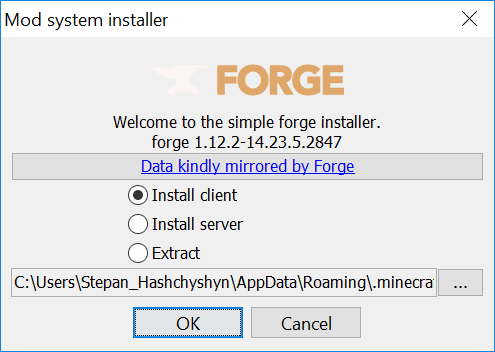 Mod system installer
FORGE
Welcome to the simple forge installer.
forge 1.12.2-14.23.5.2847
Data kindly mirrored by Forge
Install client
Install server
Extract
C:\Users\Stepan_Hashchyshyn\AppData\Roaming\.minecra
...
OK Cancel